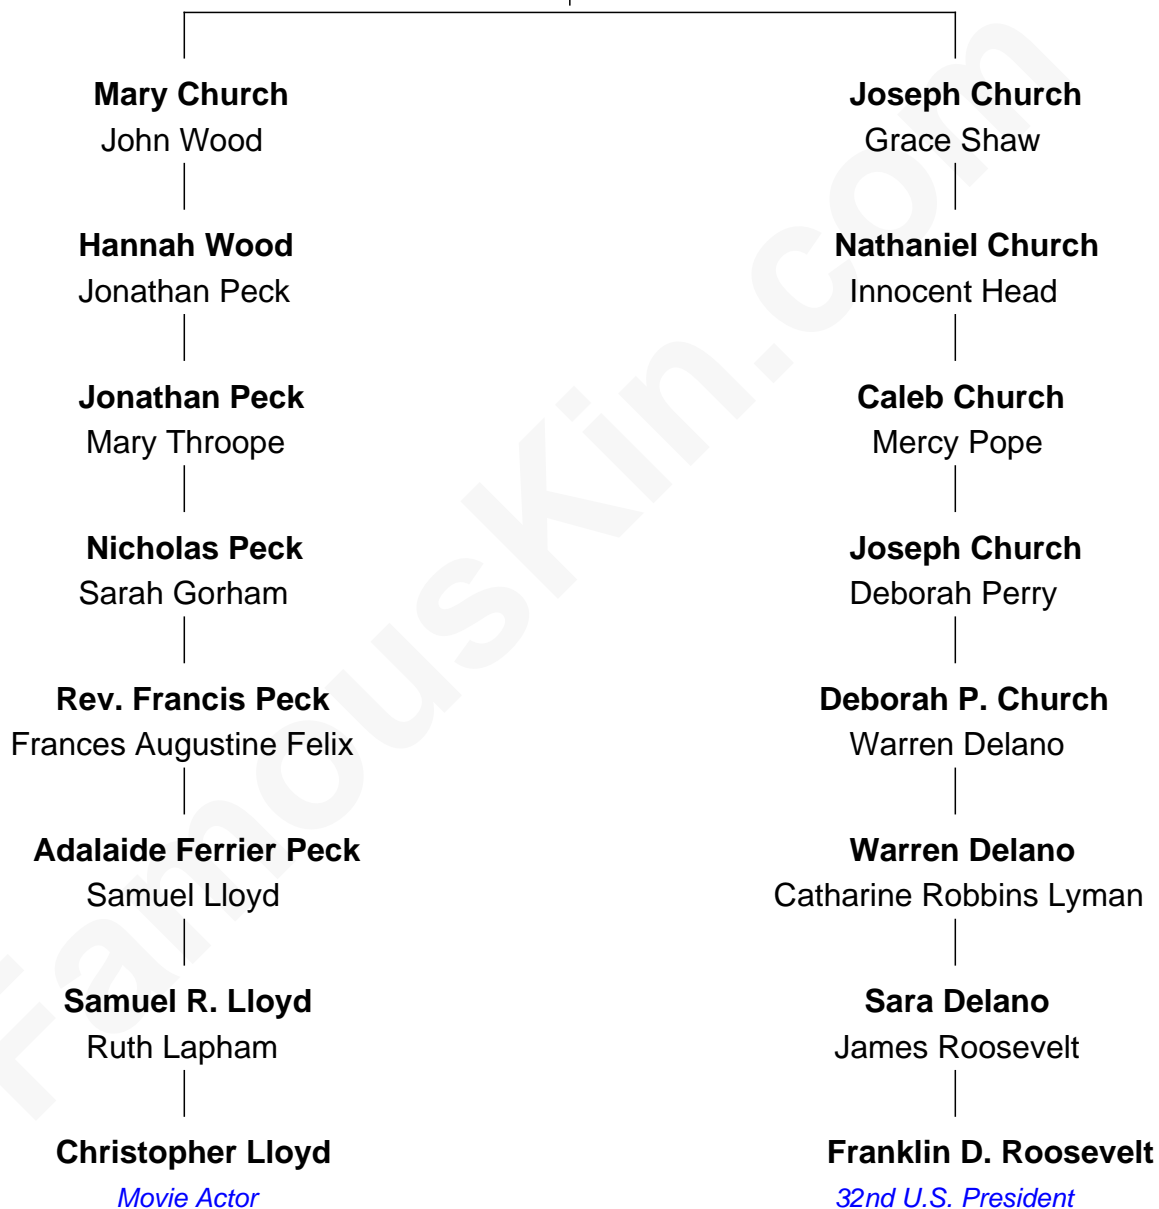 Mary Church
John Wood
Hannah Wood
Jonathan Peck
Jonathan Peck
Mary Throope
Nicholas Peck
Sarah Gorham
Rev. Francis Peck
Frances Augustine Felix
Adalaide Ferrier Peck
Samuel Lloyd
Samuel R. Lloyd
Ruth Lapham
Christopher Lloyd
Movie Actor
Joseph Church
Grace Shaw
Nathaniel Church
Innocent Head
Caleb Church
Mercy Pope
Joseph Church
Deborah Perry
Deborah P. Church
Warren Delano
Warren Delano
Catharine Robbins Lyman
Sara Delano
James Roosevelt
Franklin D. Roosevelt
32nd U.S. President
FamousKin.com